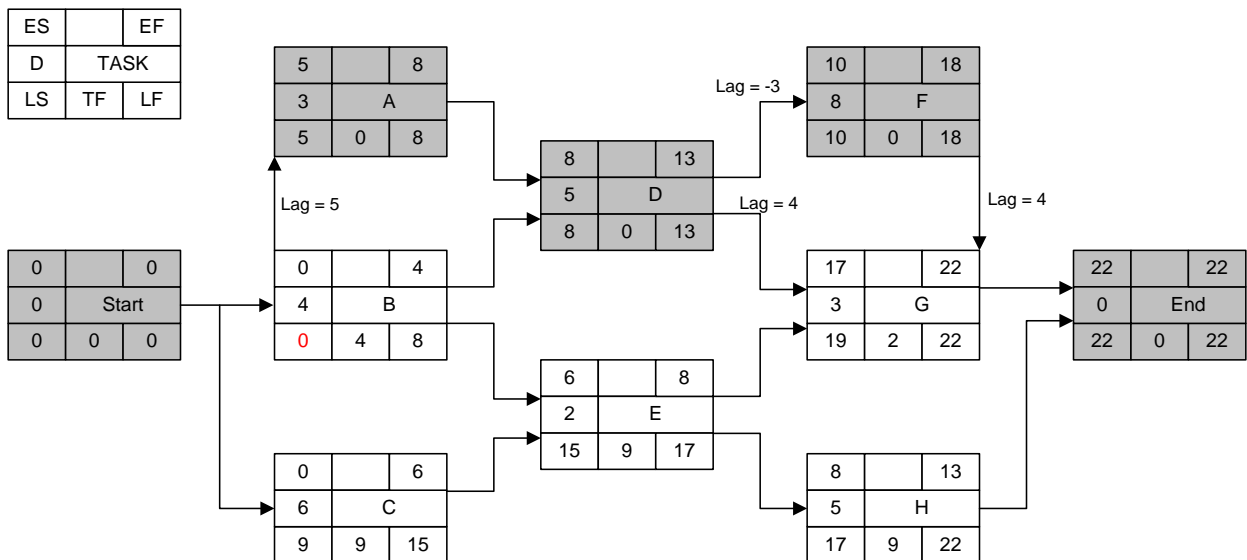 ES EF
D TASK
LS TF LF
5 8
3 A
5 0 8
10 18
8 F
10 0 18
Lag = -3
8 13
5 D
8 0 13
Lag = 5
Lag = 4
Lag = 4
0 0
0 Start
0 0 0
0 4
4 B
0 4 8
17 22
3 G
19 2 22
22 22
0 End
22 0 22
6 8
2 E
15 9 17
0 6
6 C
9 9 15
8 13
5 H
17 9 22